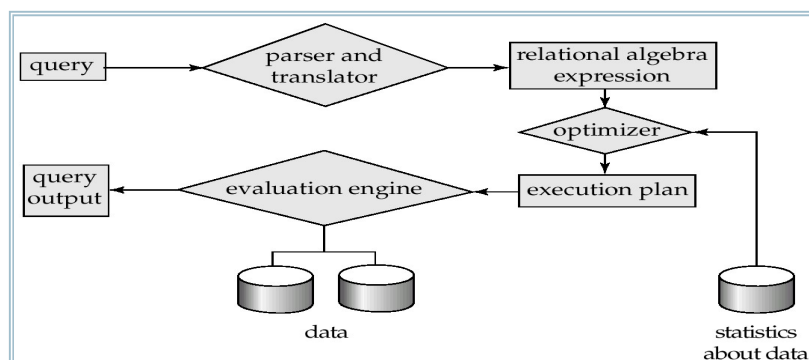 query
parser and
translator
relational algebra
expression
optimizer
query
output
evaluation engine
execution plan
data
statistics
about data